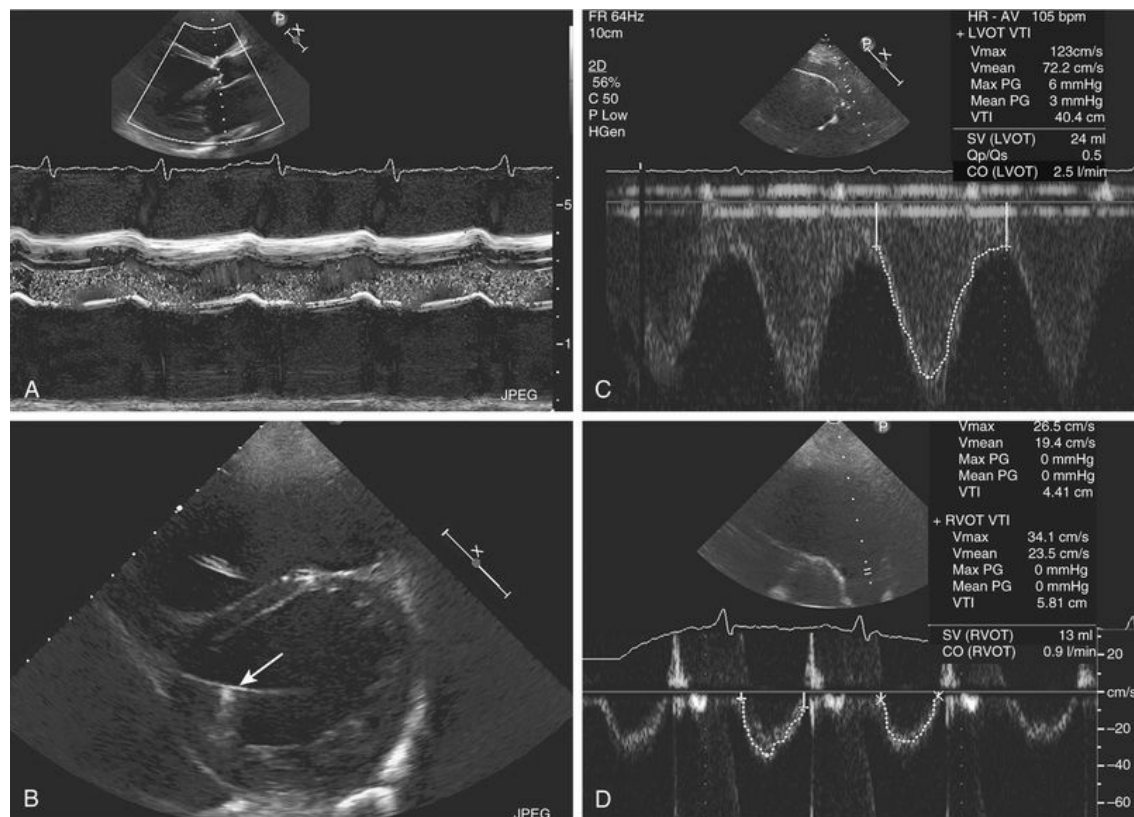 P
X
5
1
A
JPEG
FR 64Hz
10cm
2D
56%
C 50
P Low
HGen
P
X
HR - AV 105 bpm
+ LVOT VTI
Vmax 123cm/s
Vmean 72.2 cm/s
Max PG 6 mmHg
Mean PG 3 mmHg
VTI 40.4 cm
SV (LVOT) 24 ml
Qp/Qs 0.5
CO (LVOT) 2.5 l/min
C
X
B
JPEG
P
Vmax 26.5 cm/s
Vmean 19.4 cm/s
Max PG 0 mmHg
Mean PG 0 mmHg
VTI 4.41 cm
+ RVOT VTI
Vmax 34.1 cm/s
Vmean 23.5 cm/s
Max PG 0 mmHg
Mean PG 0 mmHg
VTI 5.81 cm
SV (RVOT) 13 ml
CO (RVOT) 0.9 l/min
20
cm/s
-20
-40
-60
D